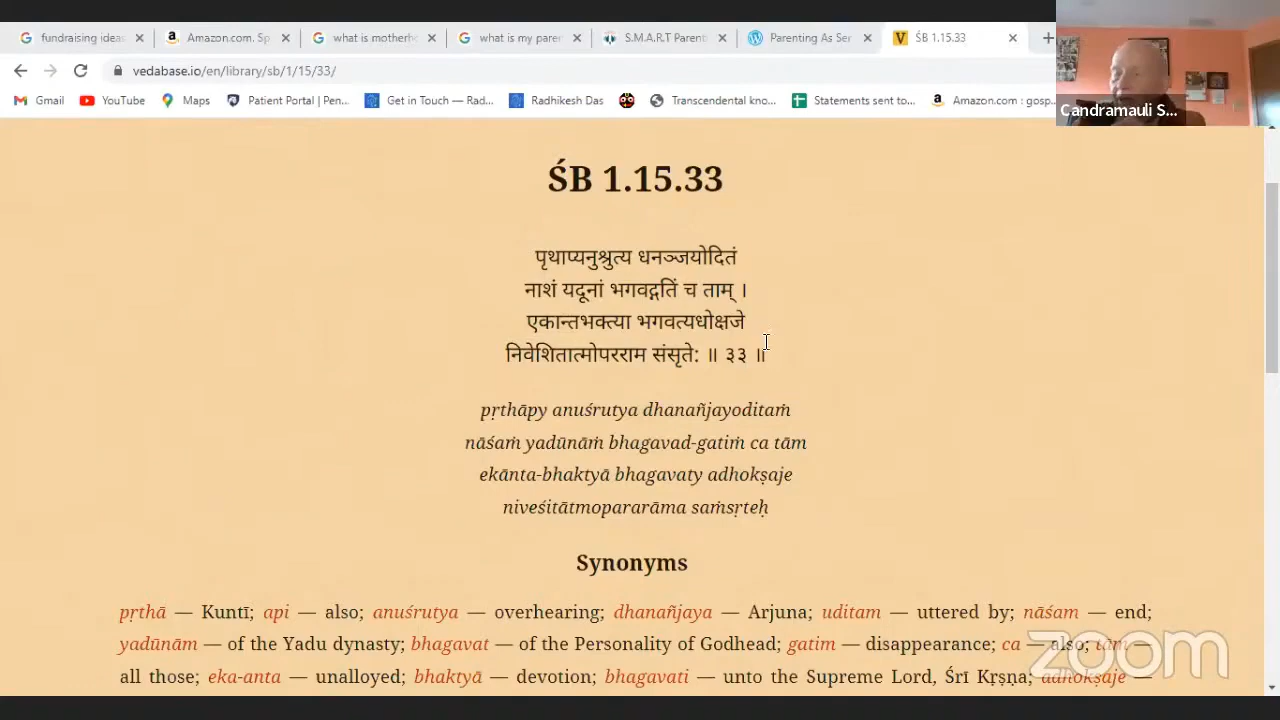 fundraising idea
Amazon.com. Sp
what is motherh
what is my pare
S.M.A.R.T Parent
Parenting As Ser
ŚB 1.15.33
vedabase.io/en/library/sb/1/15/33/
Gmail
YouTube
Maps
Patient Portal | Pen...
Get in Touch — Rad...
Radhikesh Das
Transcendental kno...
Statements sent to...
Amazon.com : gosp
Candramauli S...
ŚB 1.15.33
पृथाप्यनुश्रुत्य धनञ्जयोदितं
नाशं यदूनां भगवद्गतिं च ताम् ।
एकान्तभक्त्या भगवत्यधोक्षजे
निवेशितात्मोपरराम संसृते: ॥ ३३ ॥
pṛthāpy anuśrutya dhanañjayoditaṁ
nāśaṁ yadūnāṁ bhagavad-gatiṁ ca tām
ekānta-bhaktyā bhagavaty adhokṣaje
niveśitātmopararāma saṁsṛteḥ
Synonyms
pṛthā — Kuntī; api — also; anuśrutya — overhearing; dhanañjaya — Arjuna; uditam — uttered by; nāśam — end;
yadūnām — of the Yadu dynasty; bhagavat — of the Personality of Godhead; gatim — disappearance; ca — also; tām —
all those; eka-anta — unalloyed; bhaktyā — devotion; bhagavati — unto the Supreme Lord, Śrī Kṛṣṇa; adhokṣaje —
zoom